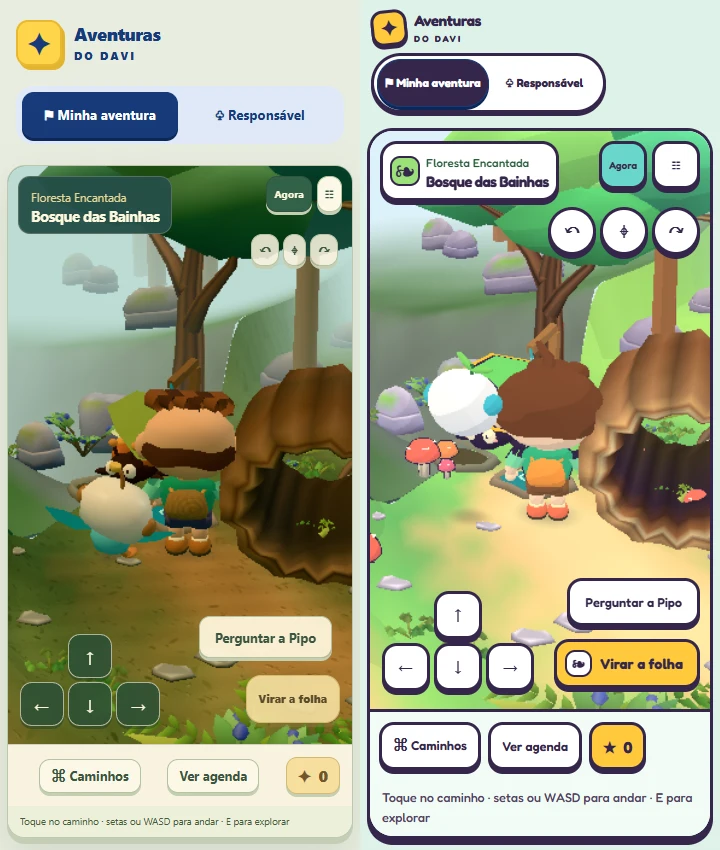 Aventuras
DO DAVI
Minha aventura
Responsável
Floresta Encantada
Bosque das Bainhas
Agora
Perguntar a Pipo
Virar a folha
Caminhos
Ver agenda
0
Toque no caminho · setas ou WASD para andar · E para explorar
Aventuras
DO DAVI
Minha aventura
Responsável
Floresta Encantada
Bosque das Bainhas
Agora
Perguntar a Pipo
Virar a folha
Caminhos
Ver agenda
0
Toque no caminho · setas ou WASD para andar · E para
explorar